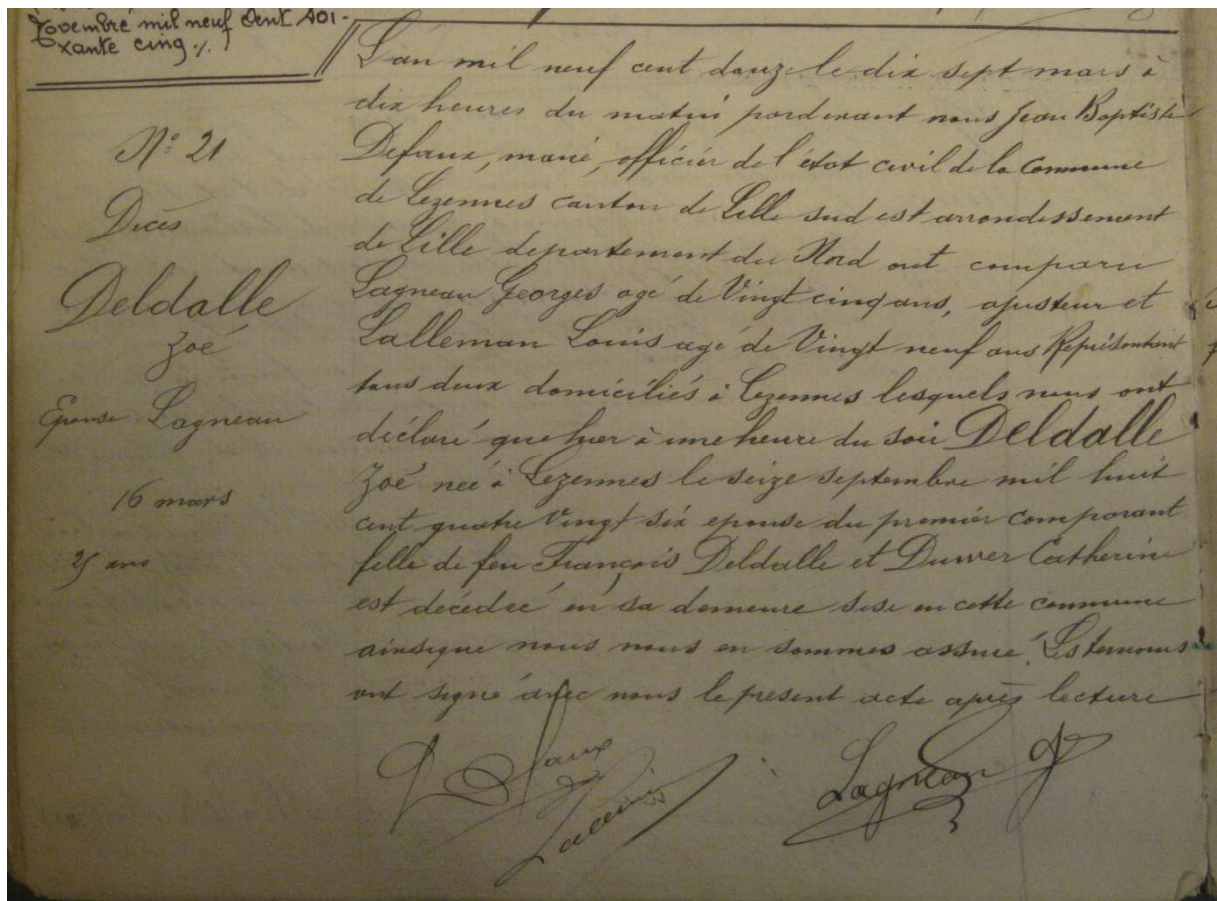 Novembre mil neuf Cent soi-
xante cinq ./.
N° 21
Décès
Deldalle
Zoé
Epouse Lagneau
16 mars
25 ans
L'an mil neuf cent douze le dix sept mars à
dix heures du matin pardevant nous Jean Baptiste
Defaux, maire, officier de l'état civil de la Commune
de Lezennes canton de Lille sud est arrondissement
de Lille departement du Nord ont comparu
Lagneau Georges agé de Vingt cinq ans, ajusteur et
Lalleman Louis agé de Vingt neuf ans Représentant
tous deux domiciliés à Lezennes lesquels nous ont
déclaré que hier à une heure du soir Deldalle
Zoé née à Lezennes le seize septembre mil huit
cent quatre Vingt six epouse du premier comparant
fille de feu François Deldalle et Duwer Catherine
est décédée en sa demeure sise en cette commune
ainsique nous nous en sommes assuré. Les temoins
ont signé avec nous le present acte après lecture
Lagneau G